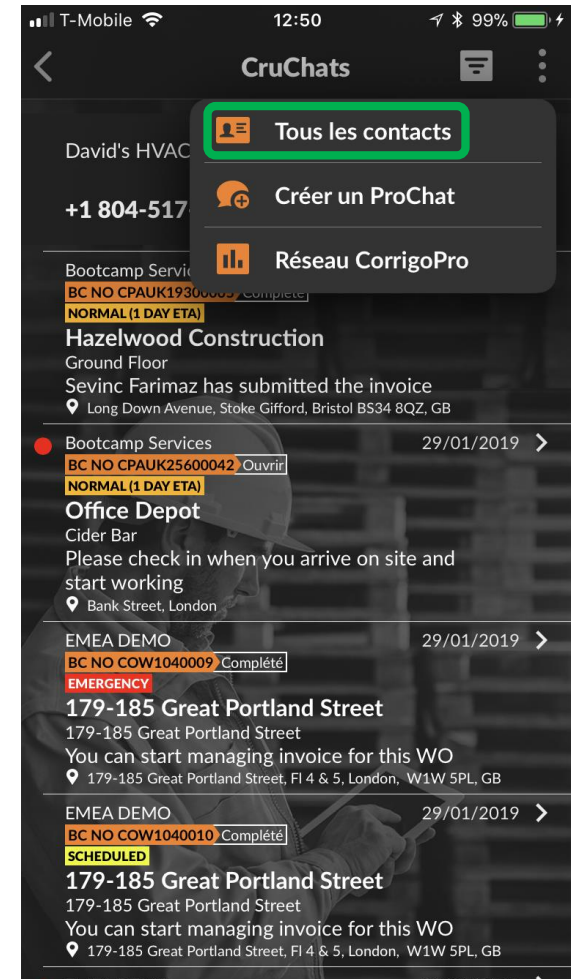 T-Mobile 12:50 99%
CruChats
Tous les contacts
David's HVAC
Créer un ProChat
+1 804-517-
Réseau CorrigoPro
Bootcamp
BC NO Complété
NORMAL (1 DAY ETA)
Hazelwood Construction
Ground Floor
Sevinc Farimaz has submitted the invoice
Long Down Avenue, Stoke Gifford, Bristol BS34 8QZ, GB
Bootcamp Services 29/01/2019
BC NO CPAUK25600042 Ouvrir
NORMAL (1 DAY ETA)
Office Depot
Cider Bar
Please check in when you arrive on site and
start working
Bank Street, London
EMEA DEMO 29/01/2019
BC NO COW1040009 Complété
EMERGENCY
179-185 Great Portland Street
179-185 Great Portland Street
You can start managing invoice for this WO
179-185 Great Portland Street, Fl 4 & 5, London, W1W 5PL, GB
EMEA DEMO 29/01/2019
BC NO COW1040010 Complété
SCHEDULED
179-185 Great Portland Street
179-185 Great Portland Street
You can start managing invoice for this WO
179-185 Great Portland Street, Fl 4 & 5, London, W1W 5PL, GB